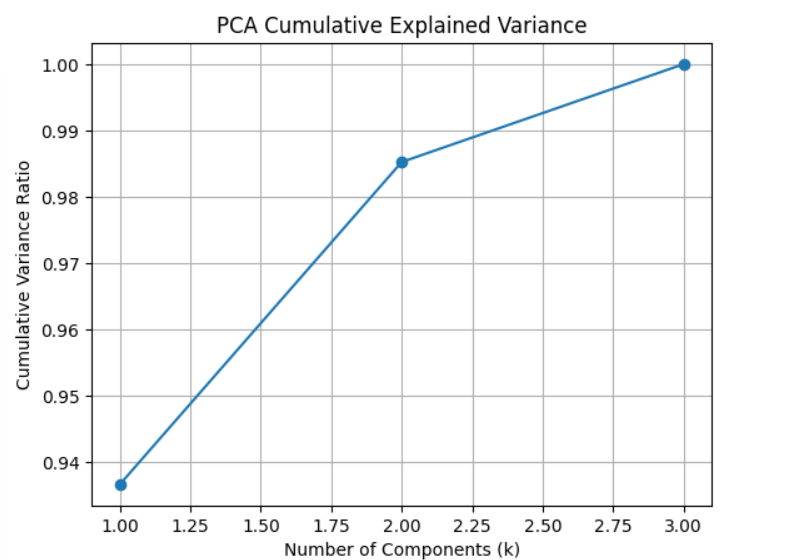 PCA Cumulative Explained Variance
1.00
0.99
0.98
0.97
0.96
0.95
0.94
Cumulative Variance Ratio
1.00 1.25 1.50 1.75 2.00 2.25 2.50 2.75 3.00
Number of Components (k)